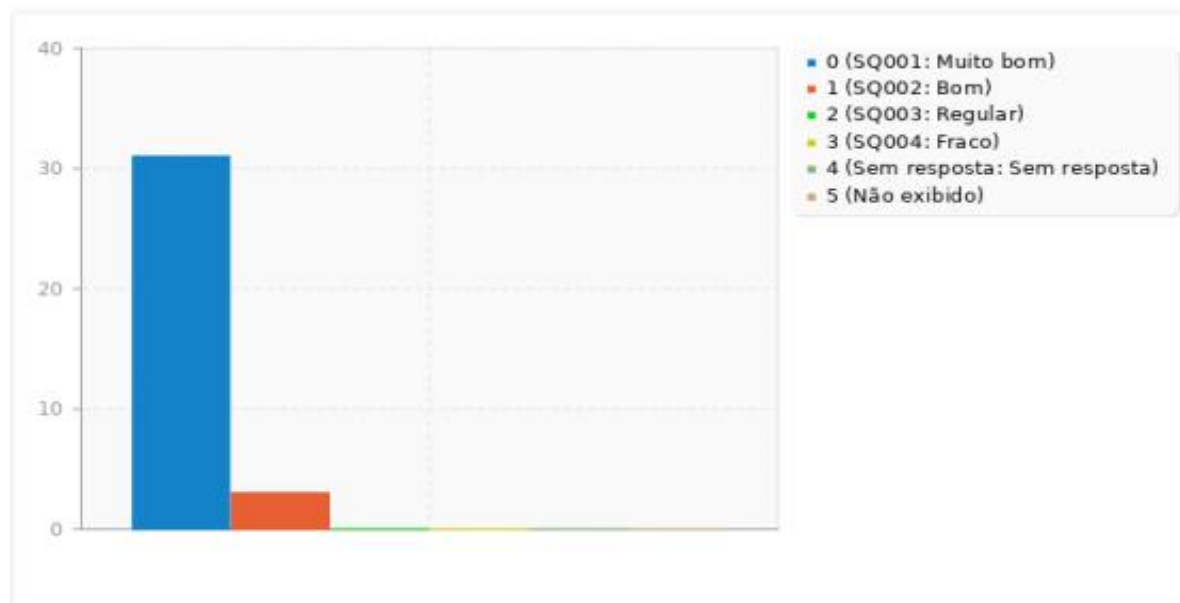 40
30
20
10
0
0 (SQ001: Muito bom)
1 (SQ002: Bom)
2 (SQ003: Regular)
3 (SQ004: Fraco)
4 (Sem resposta: Sem resposta)
5 (Não exibido)